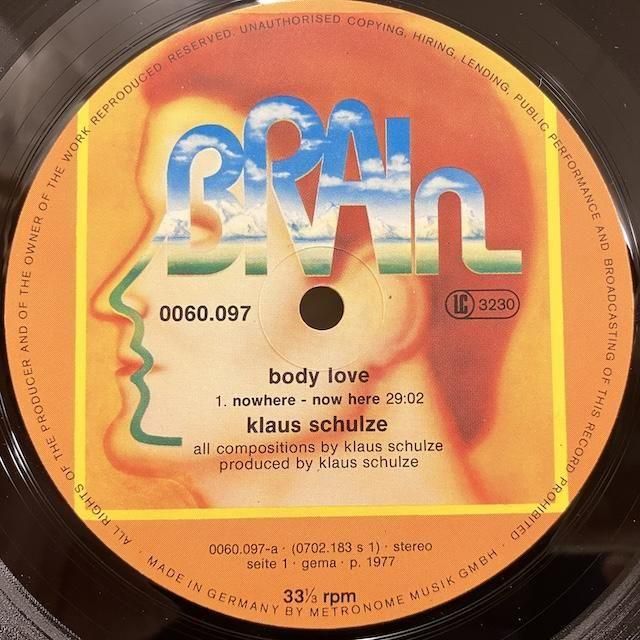 ALL RIGHTS OF THE PRODUCER AND OF THE OWNER OF THE WORK REPRODUCED RESERVED. UNAUTHORISED COPYING, HIRING, LENDING, PUBLIC PERFORMANCE AND BROADCASTING OF THIS RECORD PROHIBITED ·
BRAIn
0060.097
LC 3230
body love
1. nowhere - now here 29:02
klaus schulze
all compositions by klaus schulze
produced by klaus schulze
0060.097-a · (0702.183 s 1) · stereo
seite 1 · gema · p. 1977
33⅓ rpm
· MADE IN GERMANY BY METRONOME MUSIK GMBH ·